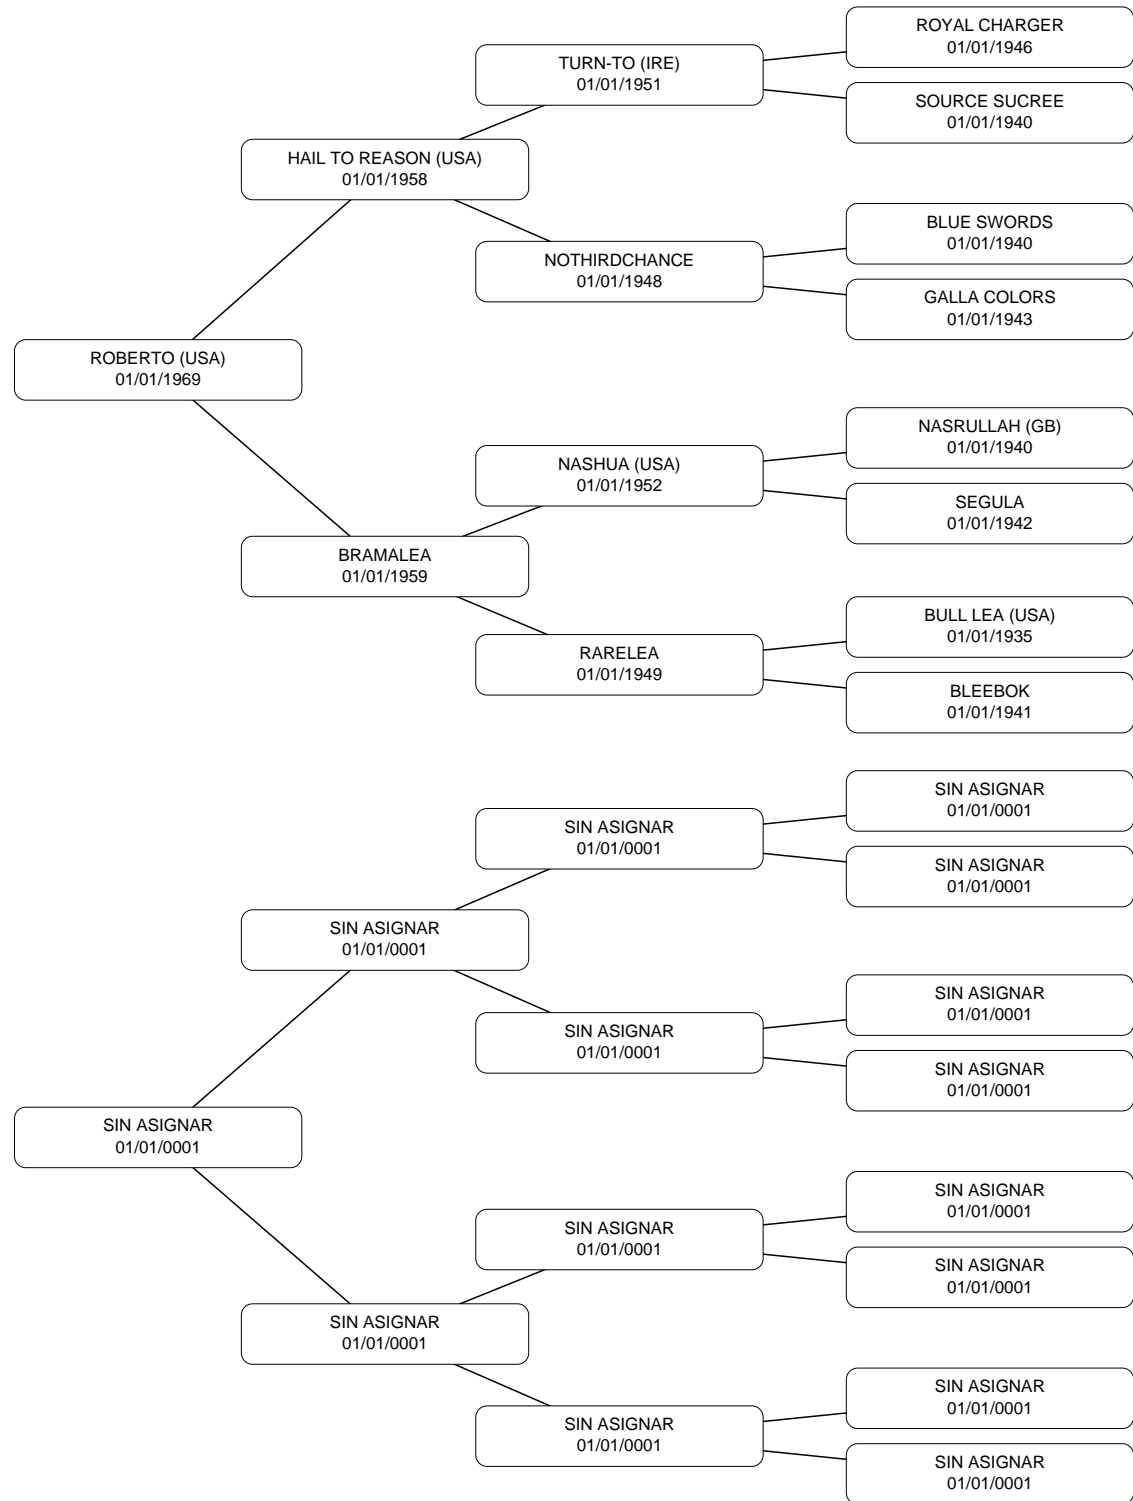 ROYAL CHARGER
01/01/1946
TURN-TO (IRE)
01/01/1951
SOURCE SUCREE
01/01/1940
HAIL TO REASON (USA)
01/01/1958
BLUE SWORDS
01/01/1940
NOTHIRDCHANCE
01/01/1948
GALLA COLORS
01/01/1943
ROBERTO (USA)
01/01/1969
NASRULLAH (GB)
01/01/1940
NASHUA (USA)
01/01/1952
SEGULA
01/01/1942
BRAMALEA
01/01/1959
BULL LEA (USA)
01/01/1935
RARELEA
01/01/1949
BLEEBOK
01/01/1941
SIN ASIGNAR
01/01/0001
SIN ASIGNAR
01/01/0001
SIN ASIGNAR
01/01/0001
SIN ASIGNAR
01/01/0001
SIN ASIGNAR
01/01/0001
SIN ASIGNAR
01/01/0001
SIN ASIGNAR
01/01/0001
SIN ASIGNAR
01/01/0001
SIN ASIGNAR
01/01/0001
SIN ASIGNAR
01/01/0001
SIN ASIGNAR
01/01/0001
SIN ASIGNAR
01/01/0001
SIN ASIGNAR
01/01/0001
SIN ASIGNAR
01/01/0001
SIN ASIGNAR
01/01/0001